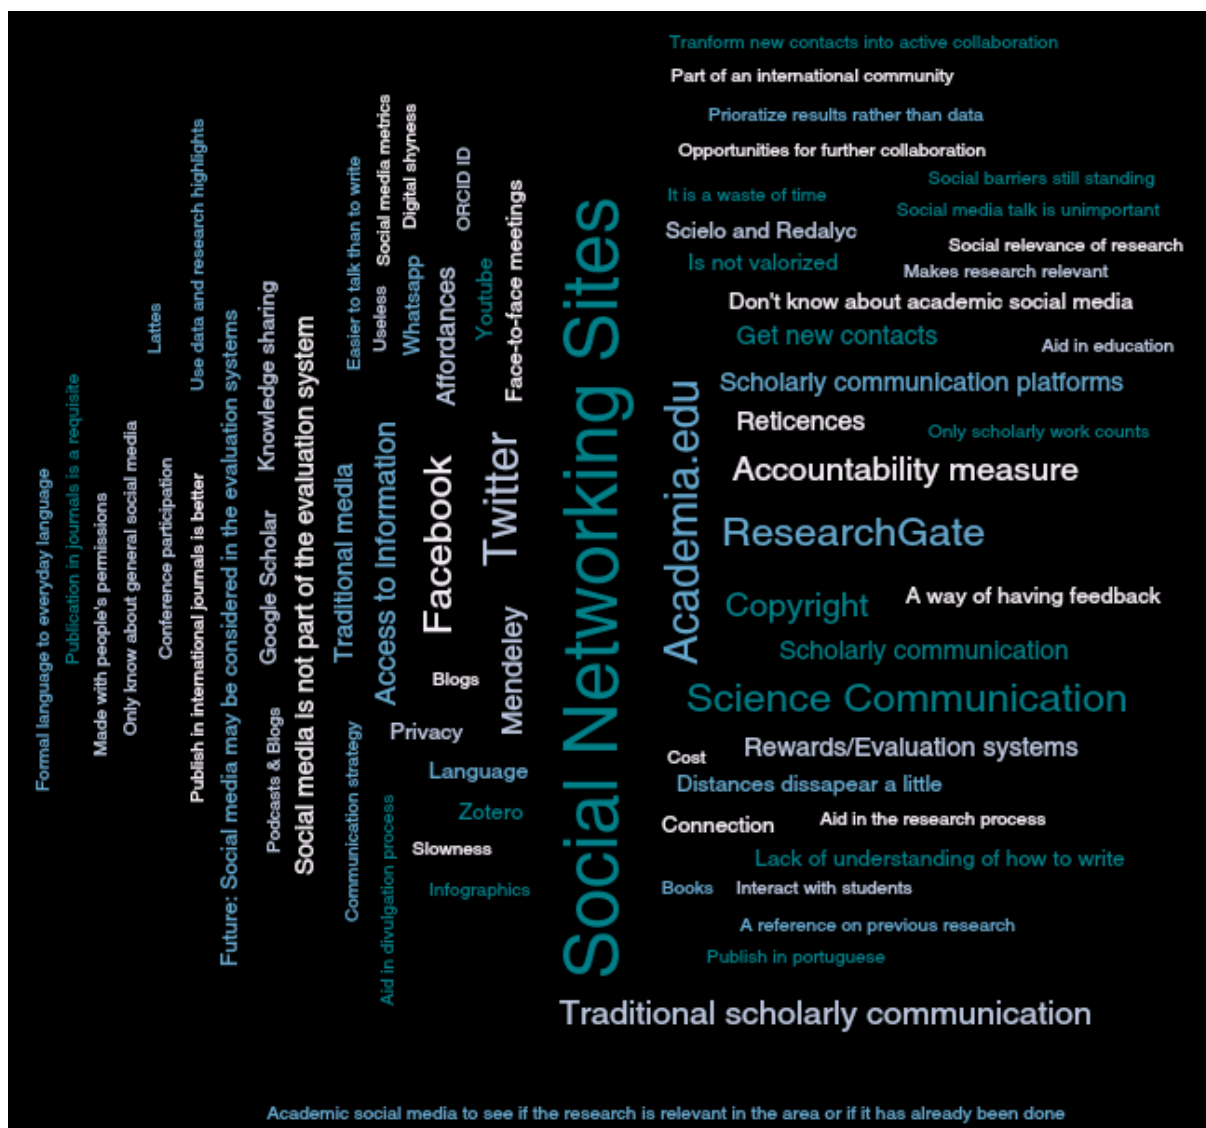 Formal language to everyday language
Publication in journals is a requisite
Made with people's permissions
Only know about general social media
Lattes
Conference participation
Use data and research highlights
Publish in international journals is better
Future: Social media may be considered in the evaluation systems
Knowledge sharing
Google Scholar
Podcasts & Blogs
Social media is not part of the evaluation system
Easier to talk than to write
Traditional media
Communication strategy
Social media metrics
Useless
Access to Information
Aid in divulgation process
Digital shyness
Whatsapp
Affordances
Facebook
ORCID ID
Youtube
Face-to-face meetings
Twitter
Mendeley
Blogs
Privacy
Language
Zotero
Slowness
Infographics
Social Networking Sites
Tranform new contacts into active collaboration
Part of an international community
Prioratize results rather than data
Opportunities for further collaboration
Social barriers still standing
It is a waste of time
Social media talk is unimportant
Scielo and Redalyc
Social relevance of research
Is not valorized
Makes research relevant
Don't know about academic social media
Get new contacts
Aid in education
Scholarly communication platforms
Academia.edu
Reticences
Only scholarly work counts
Accountability measure
ResearchGate
Copyright
A way of having feedback
Scholarly communication
Science Communication
Cost
Rewards/Evaluation systems
Distances dissapear a little
Connection
Aid in the research process
Lack of understanding of how to write
Books
Interact with students
A reference on previous research
Publish in portuguese
Traditional scholarly communication
Academic social media to see if the research is relevant in the area or if it has already been done